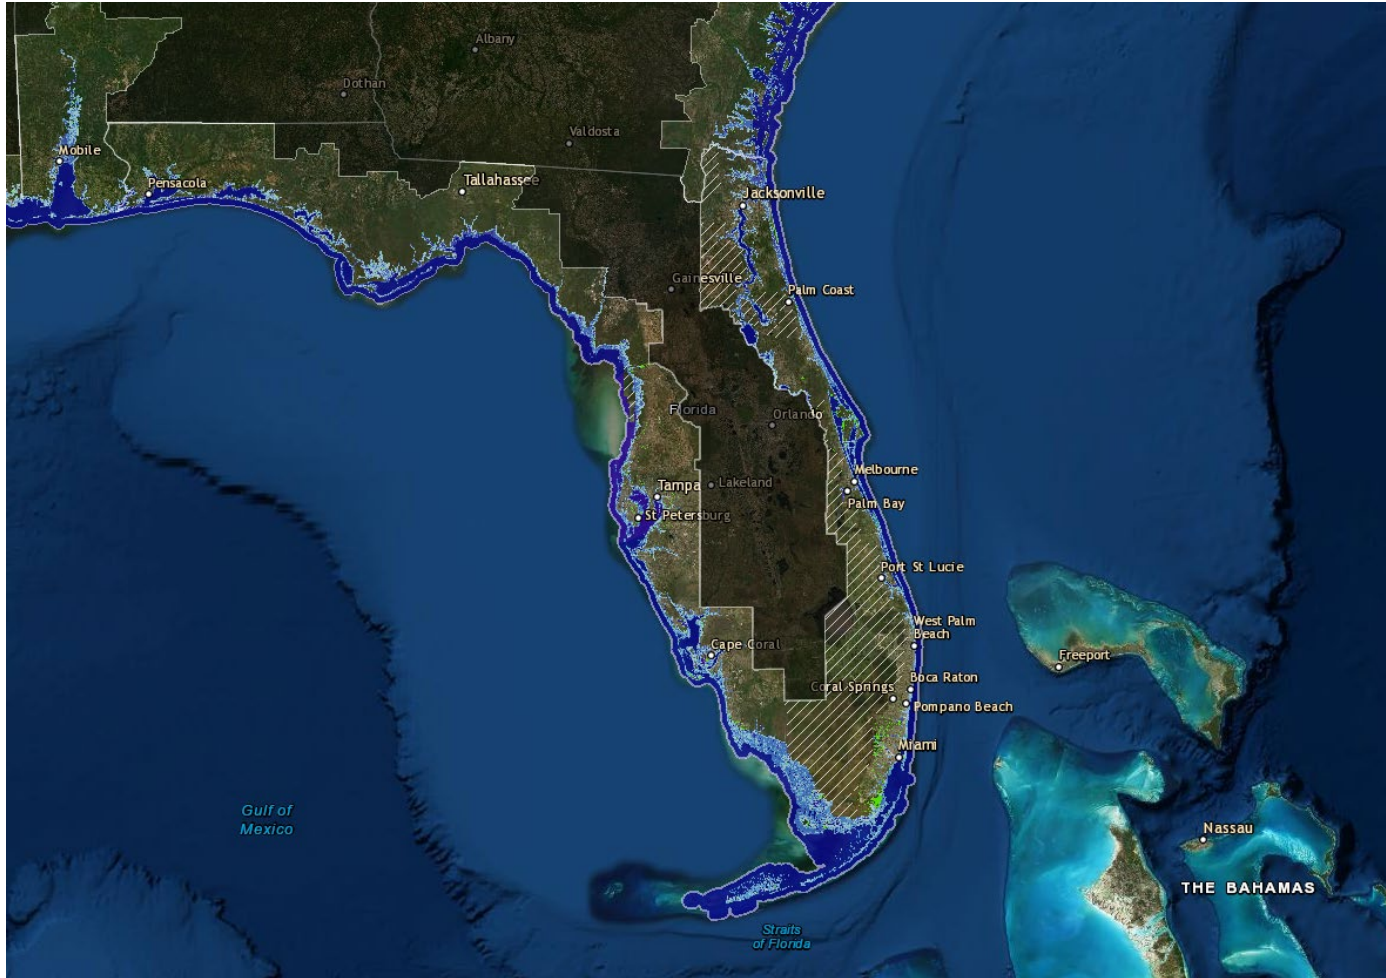 Albany
Dothan
Valdosta
Mobile
Pensacola
Tallahassee
Jacksonville
Gainesville
Palm Coast
Florida
Orlando
Melbourne
Tampa
Lakeland
Palm Bay
St Petersburg
Port St Lucie
West Palm
Beach
Cape Coral
Freeport
Boca Raton
Coral Springs
Pompano Beach
Miami
Gulf of
Mexico
Nassau
THE BAHAMAS
Straits
of Florida